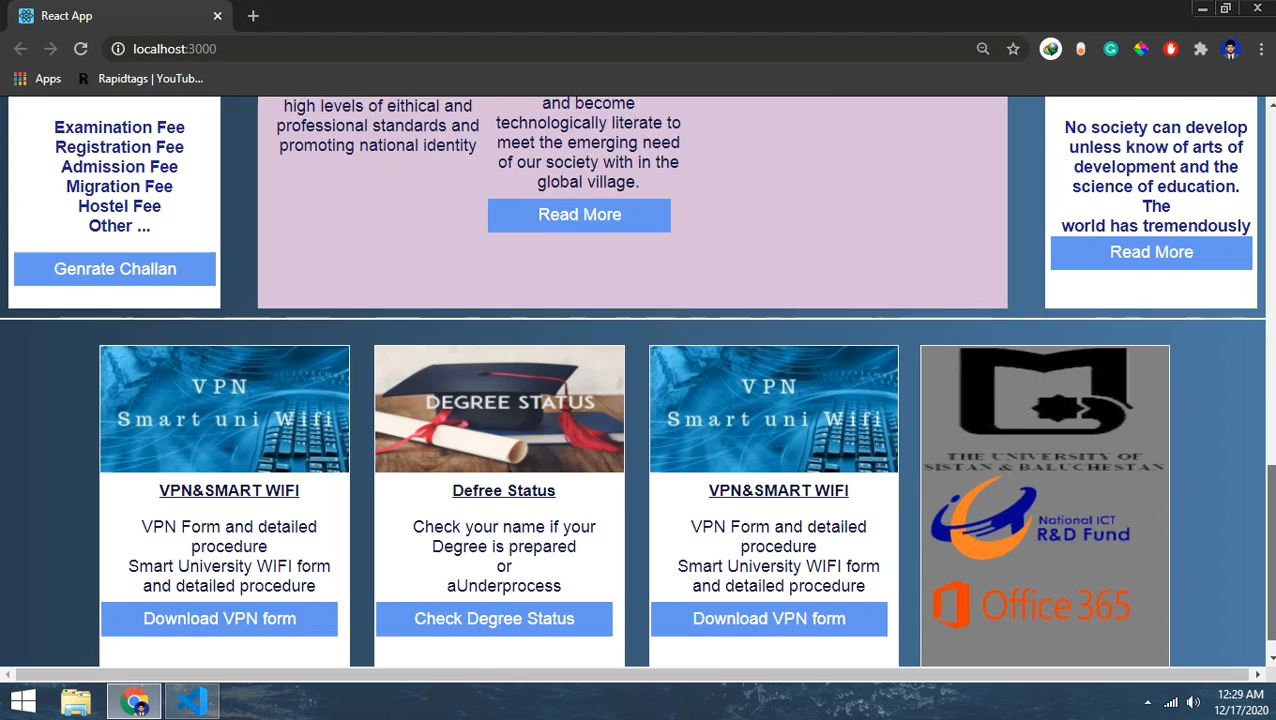 React App
localhost:3000
Apps
Rapidtags | YouTub...
Examination Fee
Registration Fee
Admission Fee
Migration Fee
Hostel Fee
Other ...
Genrate Challan
high levels of eithical and
professional standards and
promoting national identity
and become
technologically literate to
meet the emerging need
of our society with in the
global village.
Read More
No society can develop
unless know of arts of
development and the
science of education.
The
world has tremendously
Read More
VPN
Smart uni Wifi
VPN&SMART WIFI
VPN Form and detailed
procedure
Smart University WIFI form
and detailed procedure
Download VPN form
DEGREE STATUS
Defree Status
Check your name if your
Degree is prepared
or
aUnderprocess
Check Degree Status
VPN
Smart uni Wifi
VPN&SMART WIFI
VPN Form and detailed
procedure
Smart University WIFI form
and detailed procedure
Download VPN form
THE UNIVERSITY OF
SISTAN & BALUCHESTAN
National ICT
R&D Fund
Office 365
12:29 AM
12/17/2020